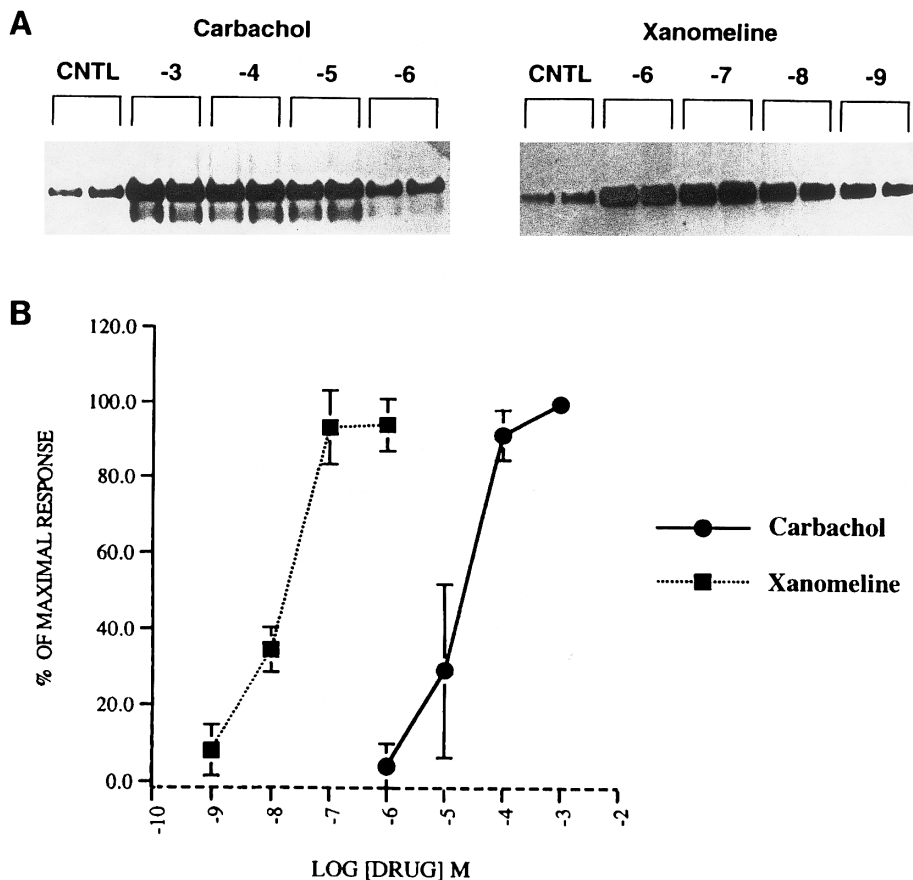 A
Carbachol
CNTL -3 -4 -5 -6
Xanomeline
CNTL -6 -7 -8 -9
B
120.0
100.0
80.0
60.0
40.0
20.0
0.0
% OF MAXIMAL RESPONSE
-10 -9 -8 -7 -6 -5 -4 -3 -2
LOG [DRUG] M
Carbachol
Xanomeline